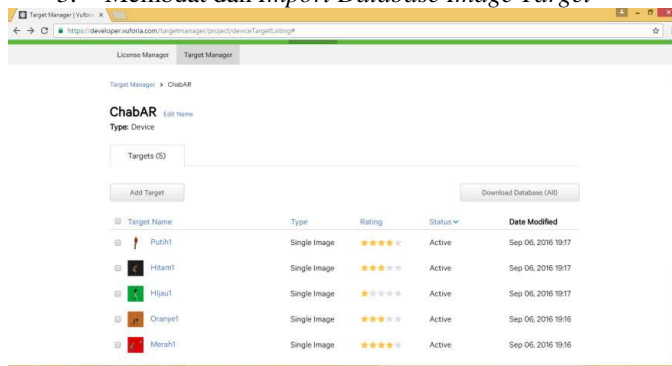 3. Membuat dan Import Database Image Target
Target Manager | Vuforia
https://developer.vuforia.com/targetmanager/project/deviceTargetListing#
License Manager Target Manager
Target Manager > ChabAR
ChabAR Edit Name
Type: Device
Targets (5)
Add Target Download Database (All)
Target Name Type Rating Status Date Modified
Putih1 Single Image Active Sep 06, 2016 19:17
Hitam1 Single Image Active Sep 06, 2016 19:17
HIjau1 Single Image Active Sep 06, 2016 19:17
Oranye1 Single Image Active Sep 06, 2016 19:16
Merah1 Single Image Active Sep 06, 2016 19:16